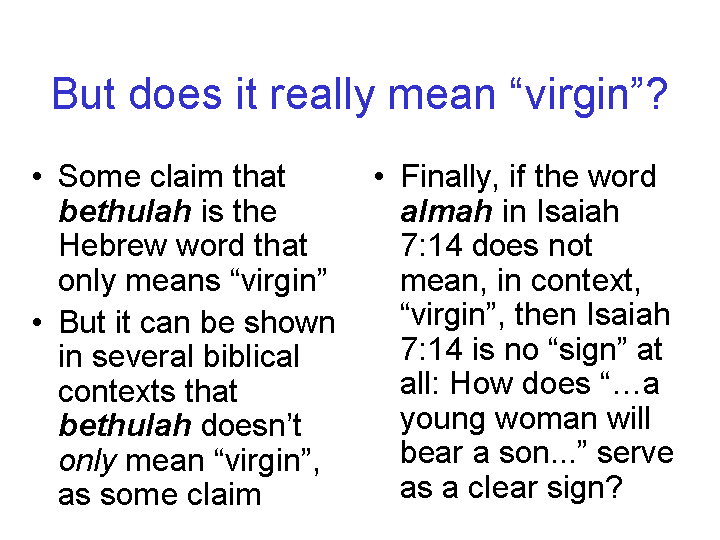 But does it really mean “virgin”?
• Some claim that
bethulah is the
Hebrew word that
only means “virgin”
• But it can be shown
in several biblical
contexts that
bethulah doesn’t
only mean “virgin”,
as some claim
• Finally, if the word
almah in Isaiah
7:14 does not
mean, in context,
“virgin”, then Isaiah
7:14 is no “sign” at
all: How does “…a
young woman will
bear a son...” serve
as a clear sign?